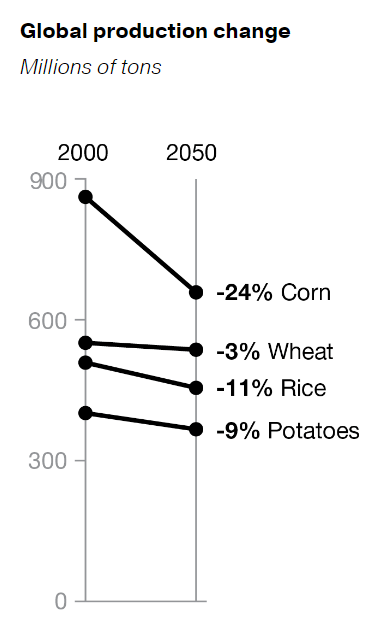 Global production change
Millions of tons
2000 2050
900
-24% Corn
600
-3% Wheat
-11% Rice
-9% Potatoes
300
0